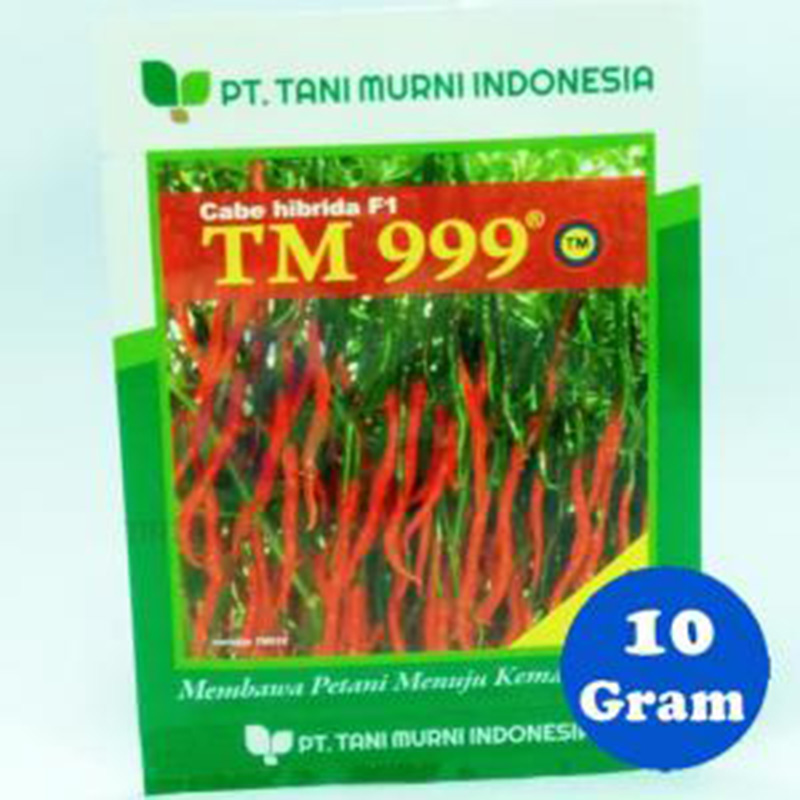 PT. TANI MURNI INDONESIA
Cabe hibrida F1
TM 999®
TM
Membawa Petani Menuju
PT. TANI MURNI INDONESIA
10
Gram